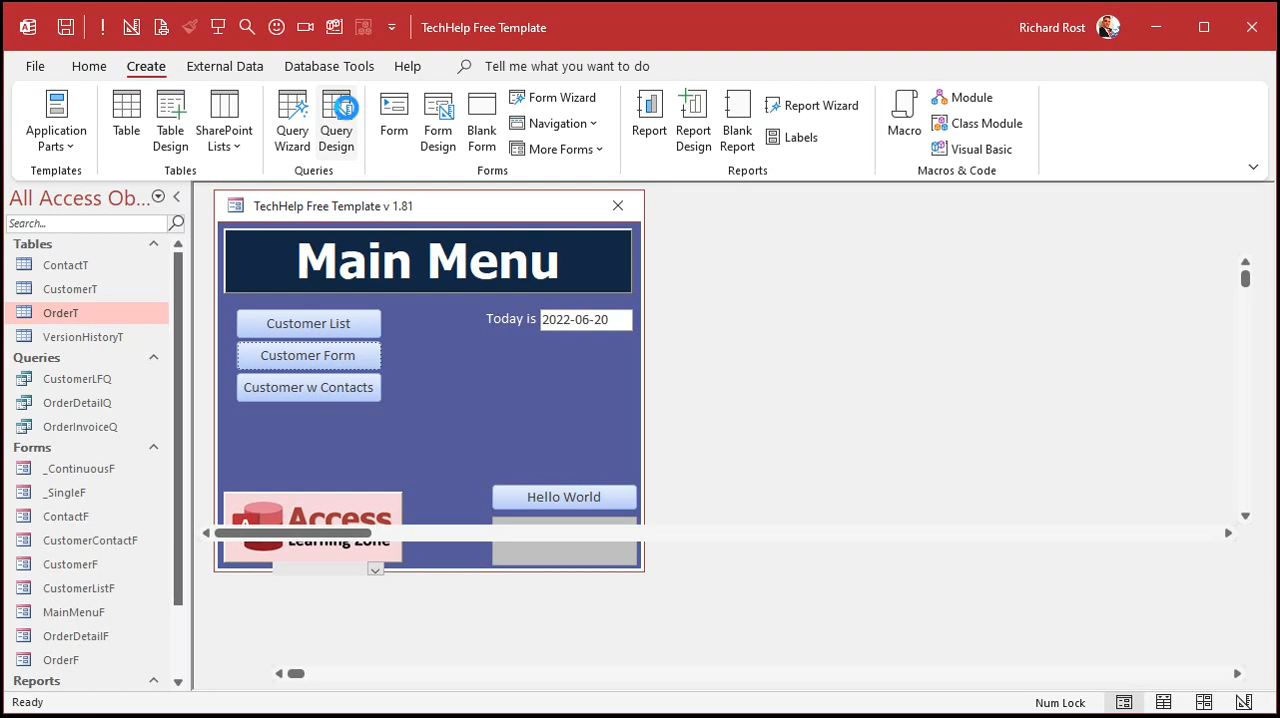 TechHelp Free Template
Richard Rost
File Home Create External Data Database Tools Help Tell me what you want to do
Application Parts
Table
Table Design
SharePoint Lists
Query Wizard
Query Design
Form
Form Design
Blank Form
Form Wizard
Navigation
More Forms
Report
Report Design
Blank Report
Report Wizard
Labels
Macro
Module
Class Module
Visual Basic
Templates Tables Queries Forms Reports Macros & Code
All Access Ob...
Search...
Tables
ContactT
CustomerT
OrderT
VersionHistoryT
Queries
CustomerLFQ
OrderDetailQ
OrderInvoiceQ
Forms
_ContinuousF
_SingleF
ContactF
CustomerContactF
CustomerF
CustomerListF
MainMenuF
OrderDetailF
OrderF
Reports
TechHelp Free Template v 1.81
Main Menu
Customer List
Today is 2022-06-20
Customer Form
Customer w Contacts
Hello World
Access
Learning Zone
Ready
Num Lock